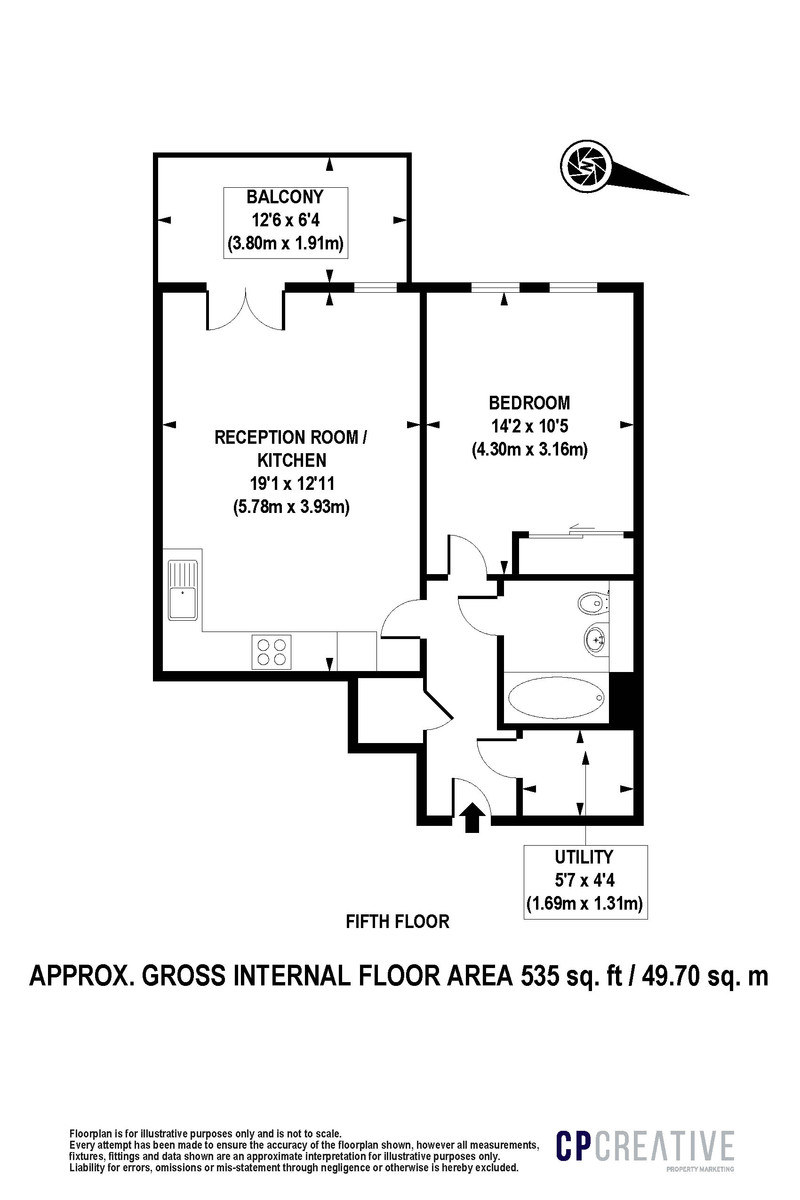 BALCONY
12'6 x 6'4
(3.80m x 1.91m)
N
BEDROOM
14'2 x 10'5
(4.30m x 3.16m)
RECEPTION ROOM /
KITCHEN
19'1 x 12'11
(5.78m x 3.93m)
UTILITY
5'7 x 4'4
(1.69m x 1.31m)
FIFTH FLOOR
APPROX. GROSS INTERNAL FLOOR AREA 535 sq. ft / 49.70 sq. m
Floorplan is for illustrative purposes only and is not to scale.
Every attempt has been made to ensure the accuracy of the floorplan shown, however all measurements,
fixtures, fittings and data shown are an approximate interpretation for illustrative purposes only.
Liability for errors, omissions or mis-statement through negligence or otherwise is hereby excluded.
CPCREATIVE
PROPERTY MARKETING